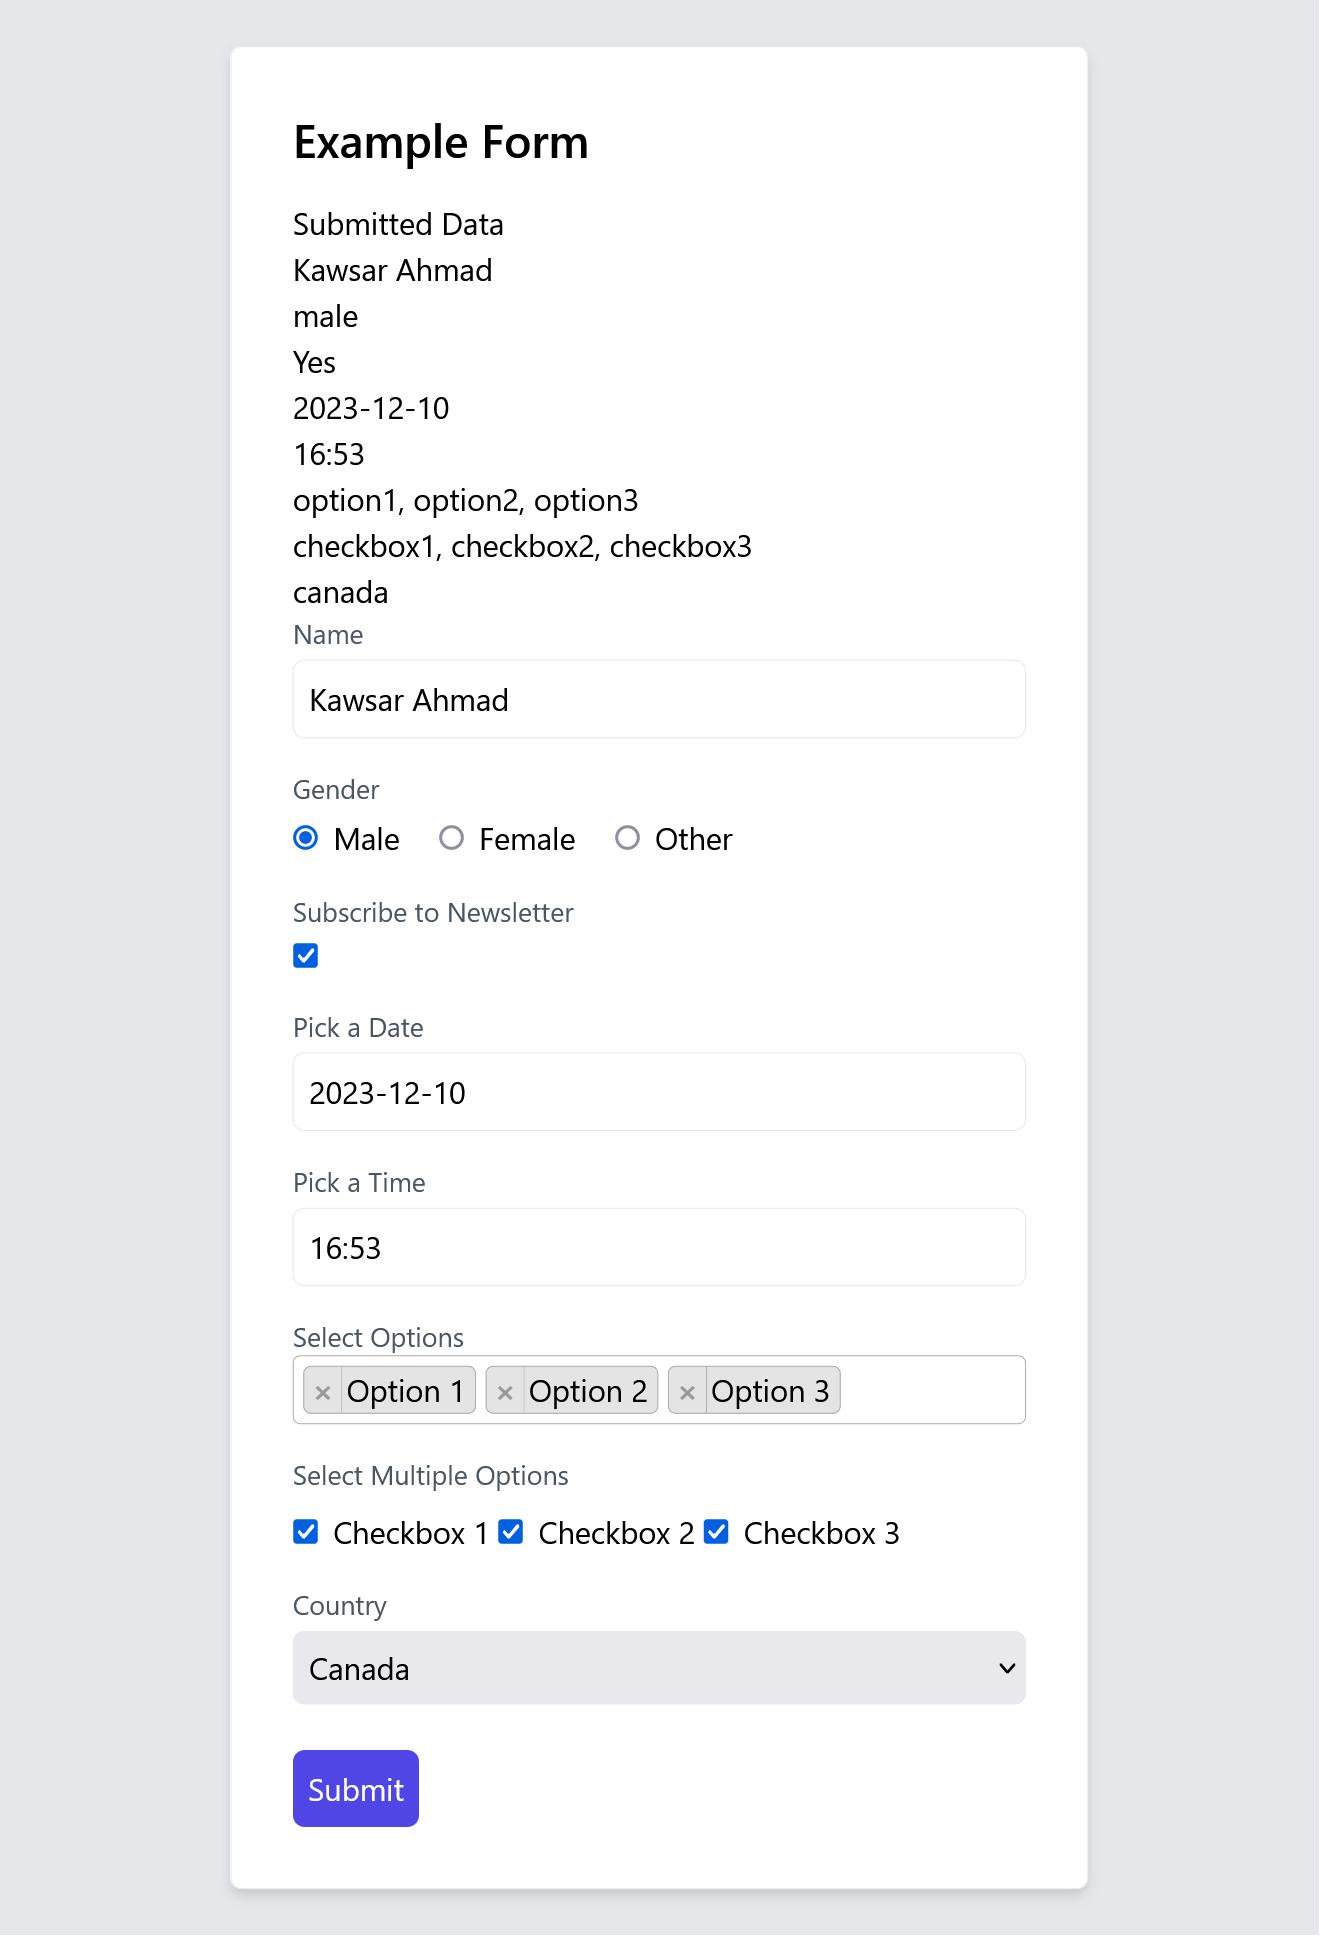 Example Form
Submitted Data
Kawsar Ahmad
male
Yes
2023-12-10
16:53
option1, option2, option3
checkbox1, checkbox2, checkbox3
canada
Name
Kawsar Ahmad
Gender
Male Female Other
Subscribe to Newsletter
Pick a Date
2023-12-10
Pick a Time
16:53
Select Options
× Option 1 × Option 2 × Option 3
Select Multiple Options
Checkbox 1 Checkbox 2 Checkbox 3
Country
Canada
Submit